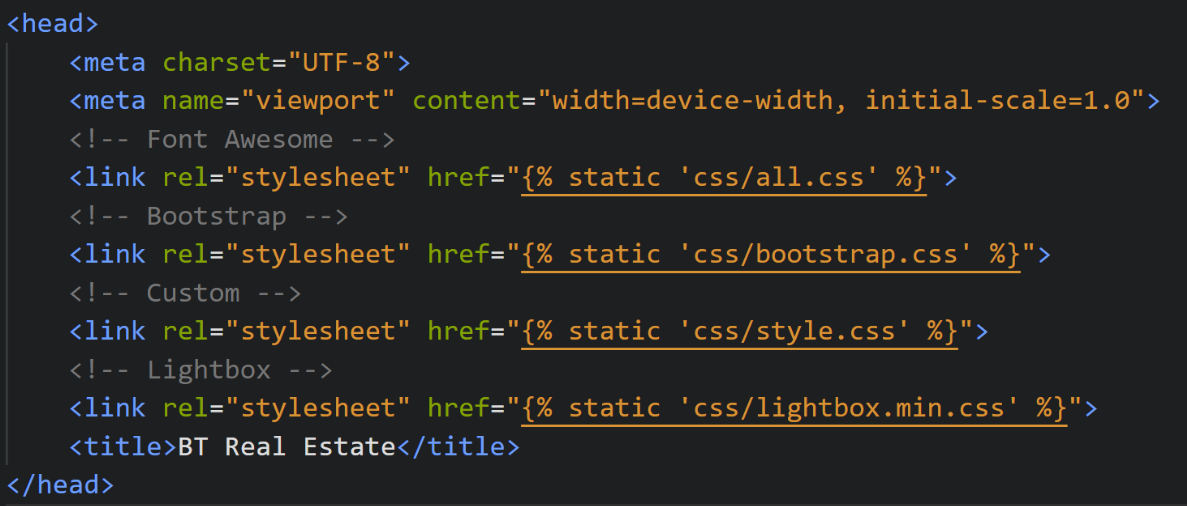 <head>
    <meta charset="UTF-8">
    <meta name="viewport" content="width=device-width, initial-scale=1.0">
    <!-- Font Awesome -->
    <link rel="stylesheet" href="{% static 'css/all.css' %}">
    <!-- Bootstrap -->
    <link rel="stylesheet" href="{% static 'css/bootstrap.css' %}">
    <!-- Custom -->
    <link rel="stylesheet" href="{% static 'css/style.css' %}">
    <!-- Lightbox -->
    <link rel="stylesheet" href="{% static 'css/lightbox.min.css' %}">
    <title>BT Real Estate</title>
</head>